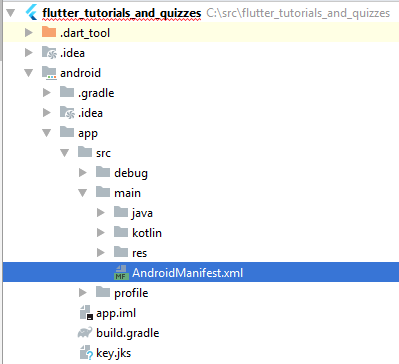 flutter_tutorials_and_quizzes C:\src\flutter_tutorials_and_quizzes
.dart_tool
.idea
android
.gradle
.idea
app
src
debug
main
java
kotlin
res
MF AndroidManifest.xml
profile
app.iml
build.gradle
key.jks